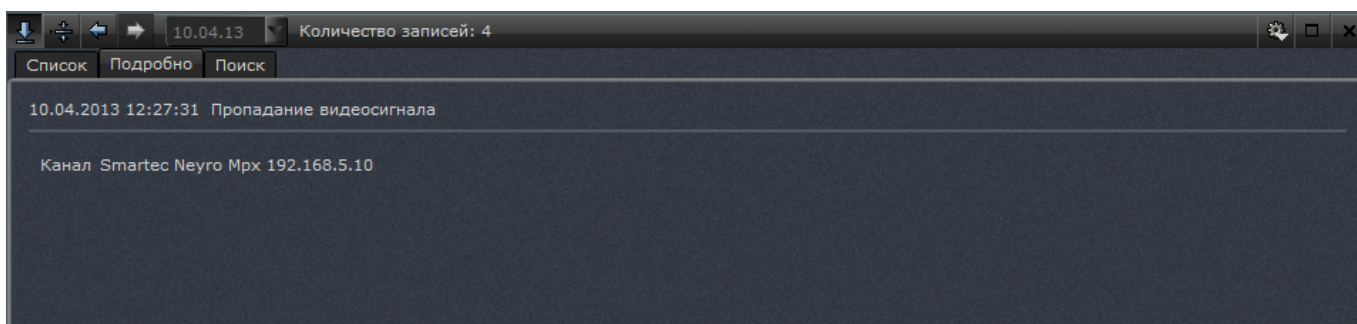 10.04.13 Количество записей: 4
Список Подробно Поиск
10.04.2013 12:27:31 Пропадание видеосигнала
Канал Smartec Neyro Mpx 192.168.5.10